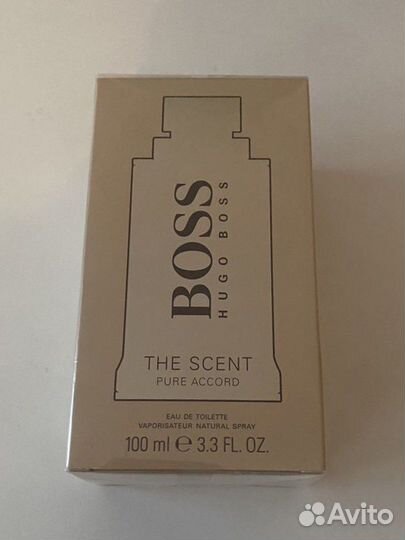 BOSS
HUGO BOSS
THE SCENT
PURE ACCORD
EAU DE TOILETTE
VAPORISATEUR NATURAL SPRAY
100 ml ℮ 3.3 FL. OZ.
Avito